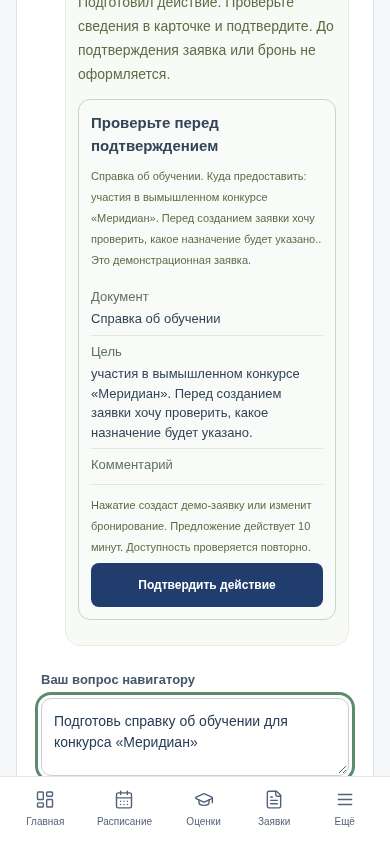 Подготовил действие. Проверьте
сведения в карточке и подтвердите. До
подтверждения заявка или бронь не
оформляется.
Проверьте перед
подтверждением
Справка об обучении. Куда предоставить:
участия в вымышленном конкурсе
«Меридиан». Перед созданием заявки хочу
проверить, какое назначение будет указано..
Это демонстрационная заявка.
Документ
Справка об обучении
Цель
участия в вымышленном конкурсе
«Меридиан». Перед созданием
заявки хочу проверить, какое
назначение будет указано.
Комментарий
Нажатие создаст демо-заявку или изменит
бронирование. Предложение действует 10
минут. Доступность проверяется повторно.
Подтвердить действие
Ваш вопрос навигатору
Подготовь справку об обучении для
конкурса «Меридиан»
Главная
Расписание
Оценки
Заявки
Ещё